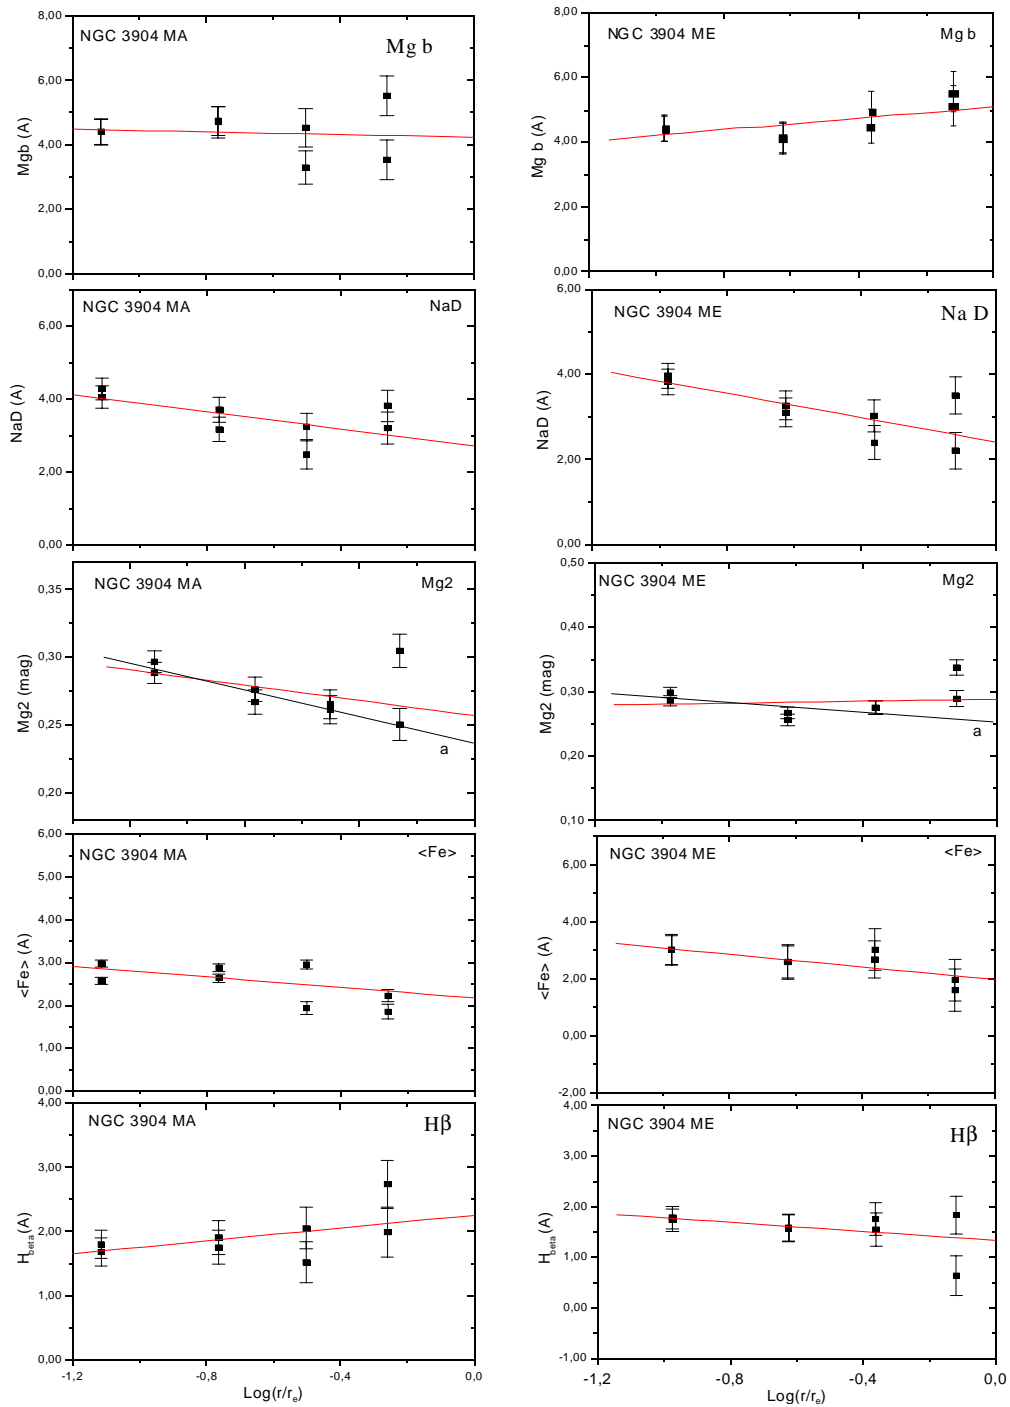 NGC 3904 MA
Mg b
8,00
6,00
4,00
2,00
0,00
Mgb (A)
NGC 3904 ME
Mg b
8,00
6,00
4,00
2,00
0,00
Mg b (A)
NGC 3904 MA
NaD
6,00
4,00
2,00
0,00
NaD (A)
NGC 3904 ME
Na D
6,00
4,00
2,00
0,00
NaD (A)
NGC 3904 MA
Mg2
0,35
0,30
0,25
0,20
Mg2 (mag)
a
NGC 3904 ME
Mg2
0,50
0,40
0,30
0,20
0,10
Mg2 (mag)
a
NGC 3904 MA
<Fe>
6,00
5,00
4,00
3,00
2,00
1,00
0,00
<Fe> (A)
NGC 3904 ME
<Fe>
6,00
4,00
2,00
0,00
-2,00
<Fe> (A)
NGC 3904 MA
Hβ
4,00
3,00
2,00
1,00
0,00
H_beta (A)
-1,2
-0,8
-0,4
0,0
Log(r/r_e)
NGC 3904 ME
Hβ
4,00
3,00
2,00
1,00
0,00
-1,00
H_beta (A)
-1,2
-0,8
-0,4
0,0
Log(r/r_e)